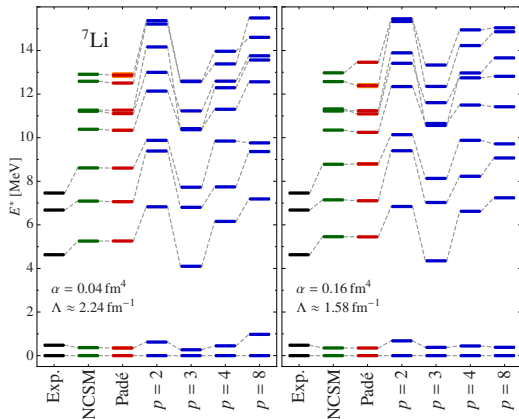 ⁷Li
E* [MeV]
14
12
10
8
6
4
2
0
α = 0.04 fm⁴
Λ ≈ 2.24 fm⁻¹
α = 0.16 fm⁴
Λ ≈ 1.58 fm⁻¹
Exp.
NCSM
Padé
p = 2
p = 3
p = 4
p = 8
Exp.
NCSM
Padé
p = 2
p = 3
p = 4
p = 8